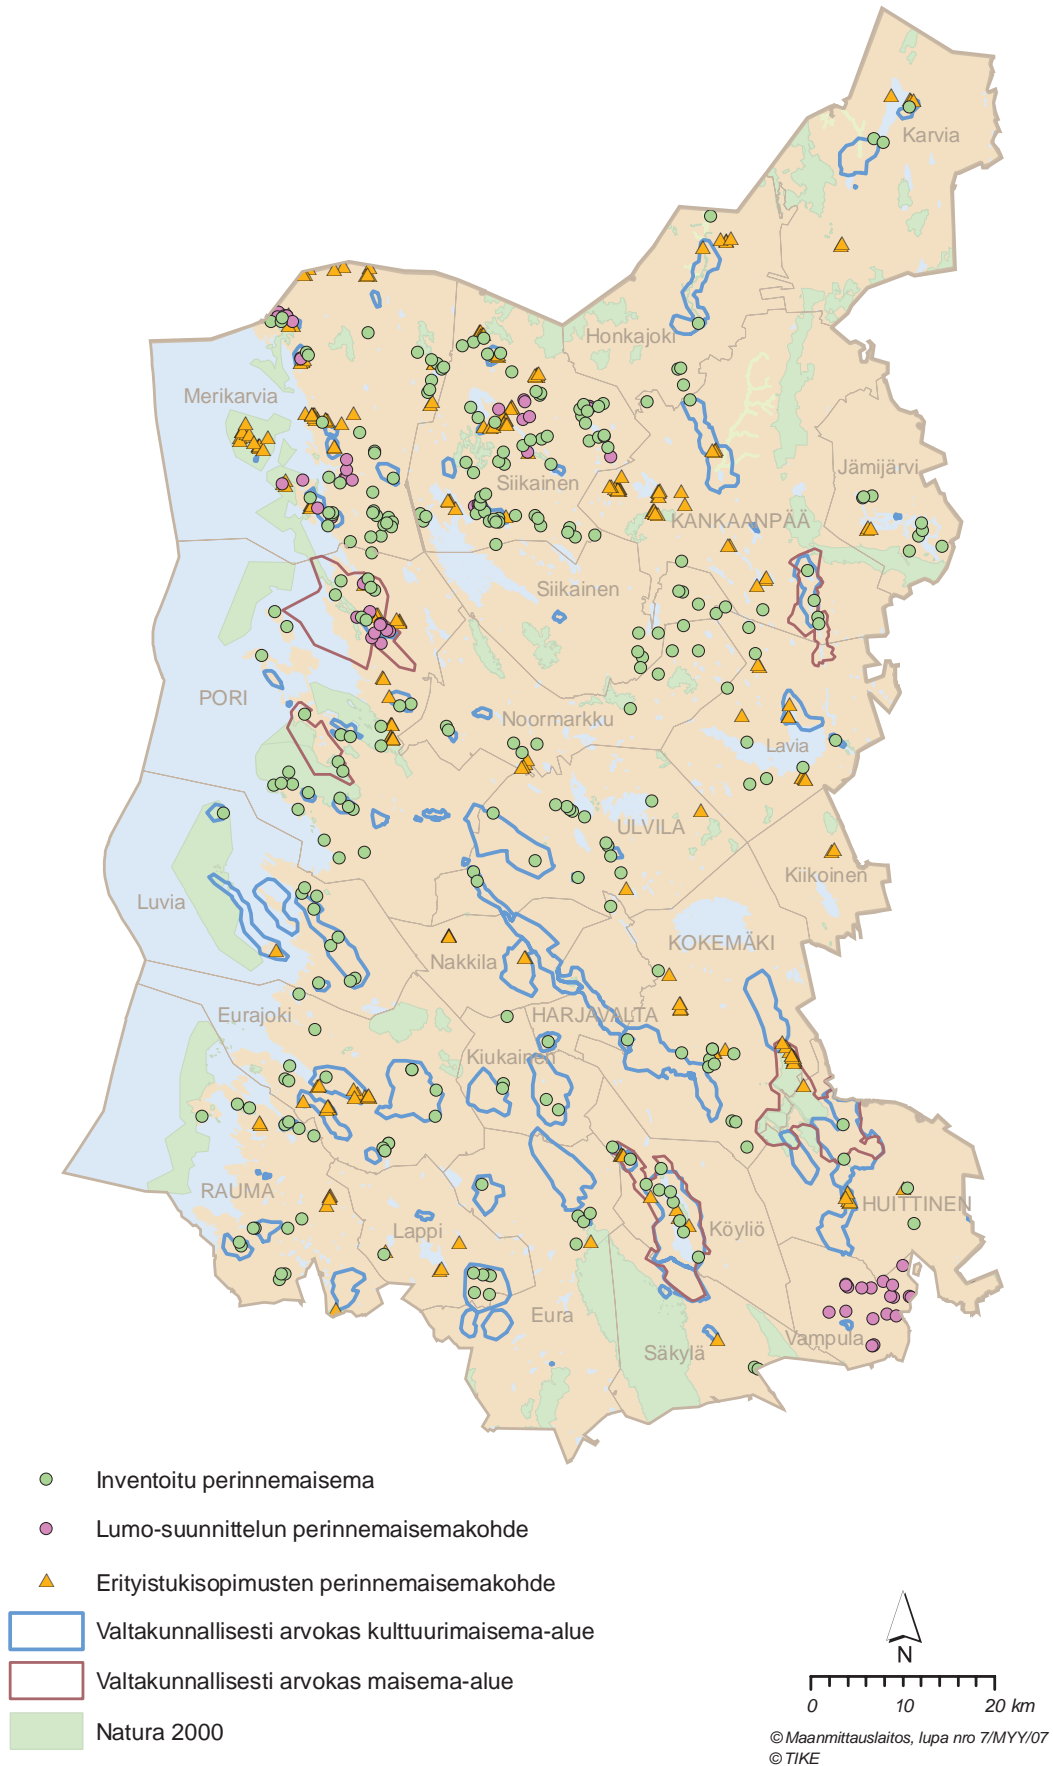 Karvia
Honkajoki
Merikarvia
Jämijärvi
Siikainen
KANKAANPÄÄ
Siikainen
PORI
Noormarkku
Lavia
ULVILA
Kiikoinen
Luvia
KOKEMÄKI
Nakkila
Eurajoki
HARJAVALTA
Kiukainen
RAUMA
HUITTINEN
Lappi
Köyliö
Eura
Säkylä
Vampula
Inventoitu perinnemaisema
Lumo-suunnittelun perinnemaisemakohde
Erityistukisopimusten perinnemaisemakohde
Valtakunnallisesti arvokas kulttuurimaisema-alue
Valtakunnallisesti arvokas maisema-alue
Natura 2000
N
0 10 20 km
© Maanmittauslaitos, lupa nro 7/MYY/07
© TIKE